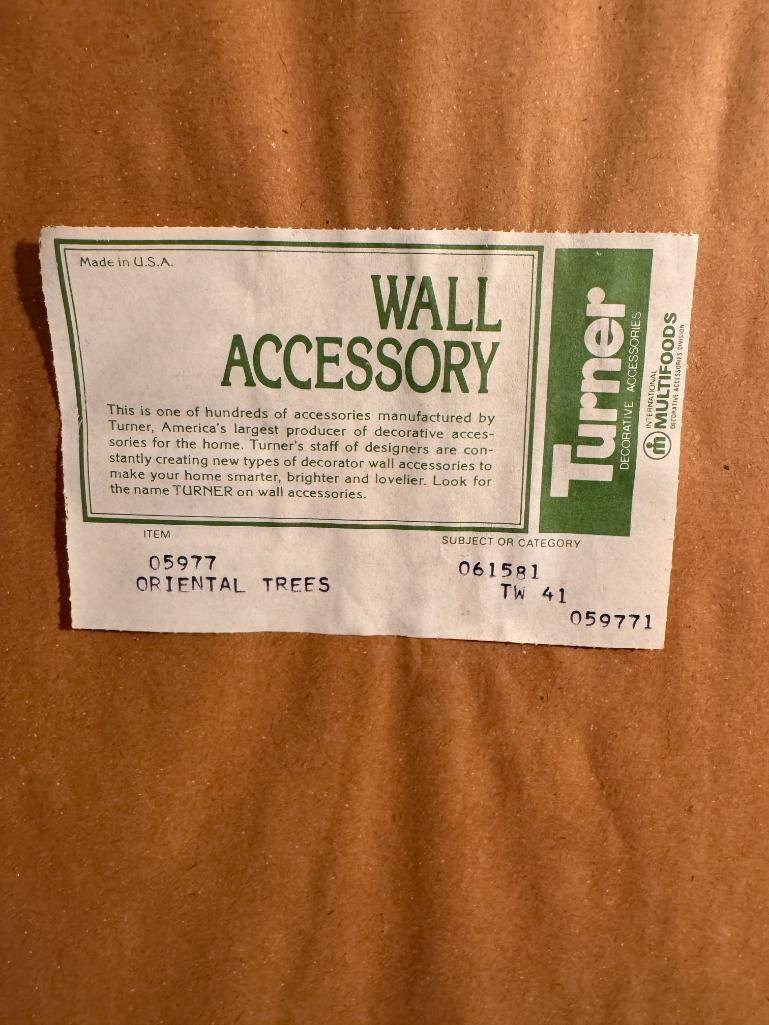 Made in U.S.A.
WALL
ACCESSORY
This is one of hundreds of accessories manufactured by
Turner, America's largest producer of decorative acces-
sories for the home. Turner's staff of designers are con-
stantly creating new types of decorator wall accessories to
make your home smarter, brighter and lovelier. Look for
the name TURNER on wall accessories.
Turner
DECORATIVE ACCESSORIES
INTERNATIONAL
MULTIFOODS
DECORATIVE ACCESSORIES DIVISION
ITEM
05977
ORIENTAL TREES
SUBJECT OR CATEGORY
061581
TW 41
059771